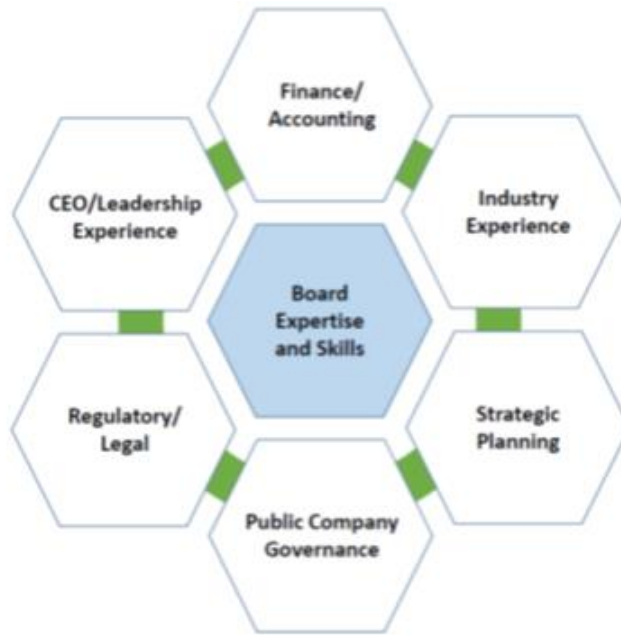 Finance/
Accounting
CEO/Leadership
Experience
Industry
Experience
Board
Expertise
and Skills
Regulatory/
Legal
Strategic
Planning
Public Company
Governance